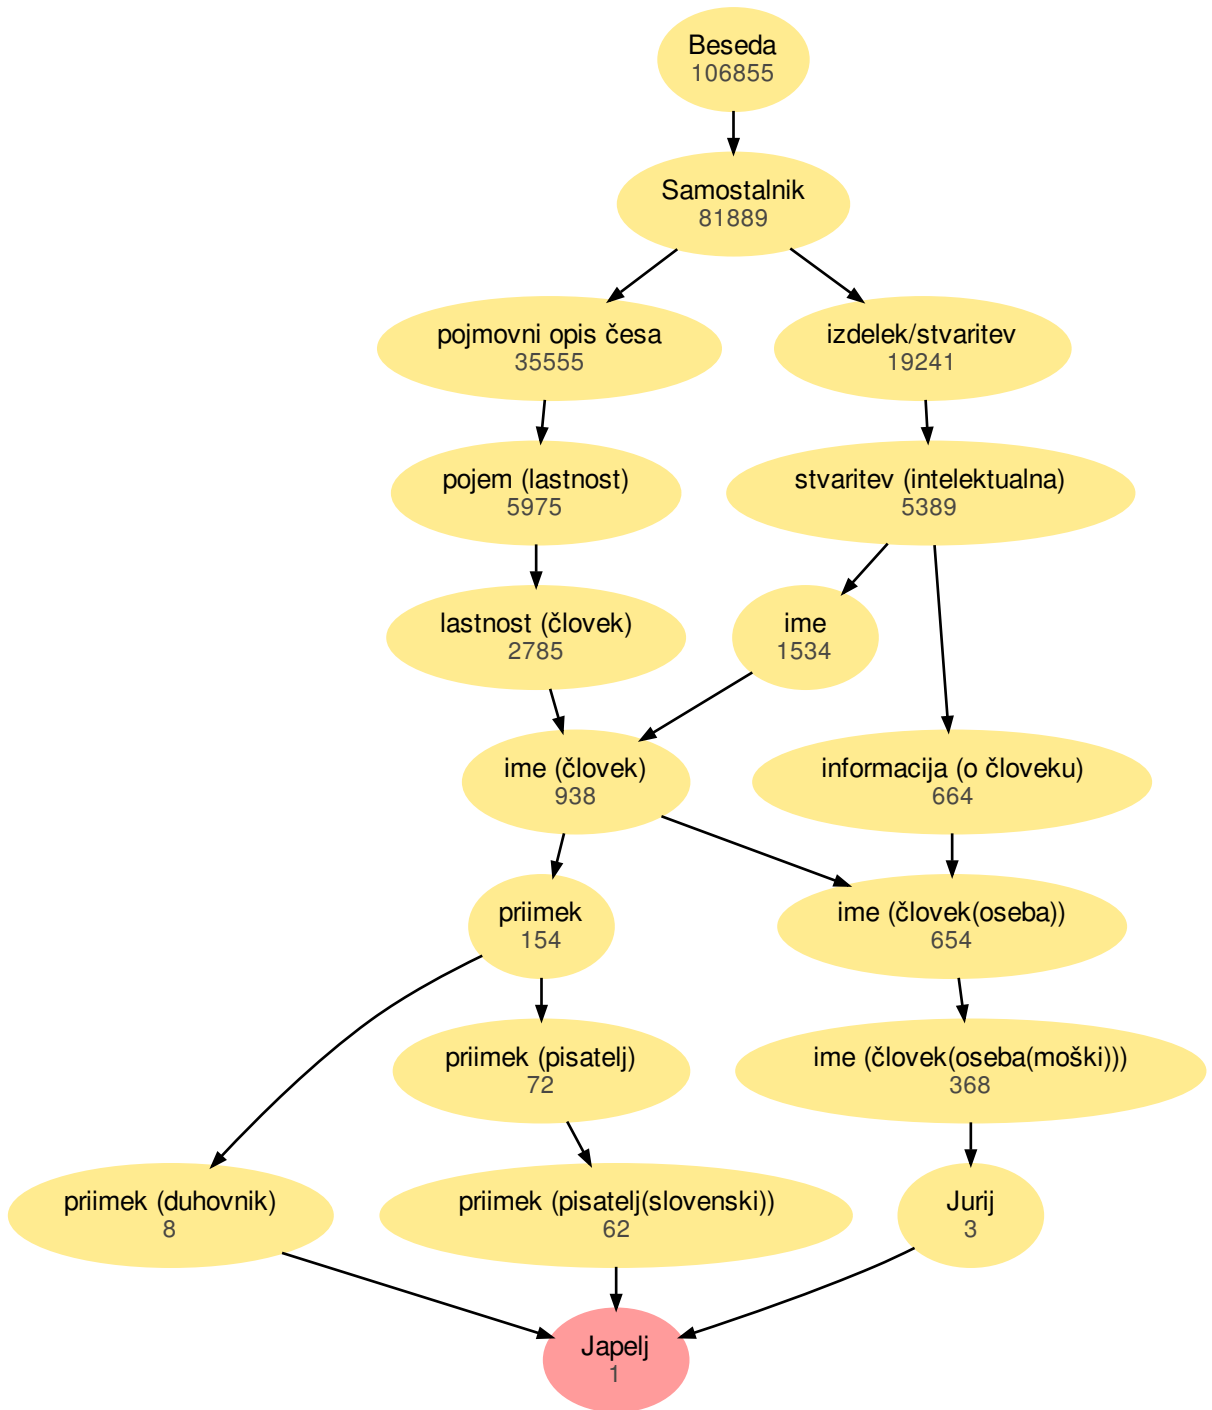 Beseda
106855
Samostalnik
81889
pojmovni opis česa
35555
izdelek/stvaritev
19241
pojem (lastnost)
5975
stvaritev (intelektualna)
5389
lastnost (človek)
2785
ime
1534
ime (človek)
938
informacija (o človeku)
664
priimek
154
ime (človek(oseba))
654
priimek (pisatelj)
72
ime (človek(oseba(moški)))
368
priimek (duhovnik)
8
priimek (pisatelj(slovenski))
62
Jurij
3
Japelj
1